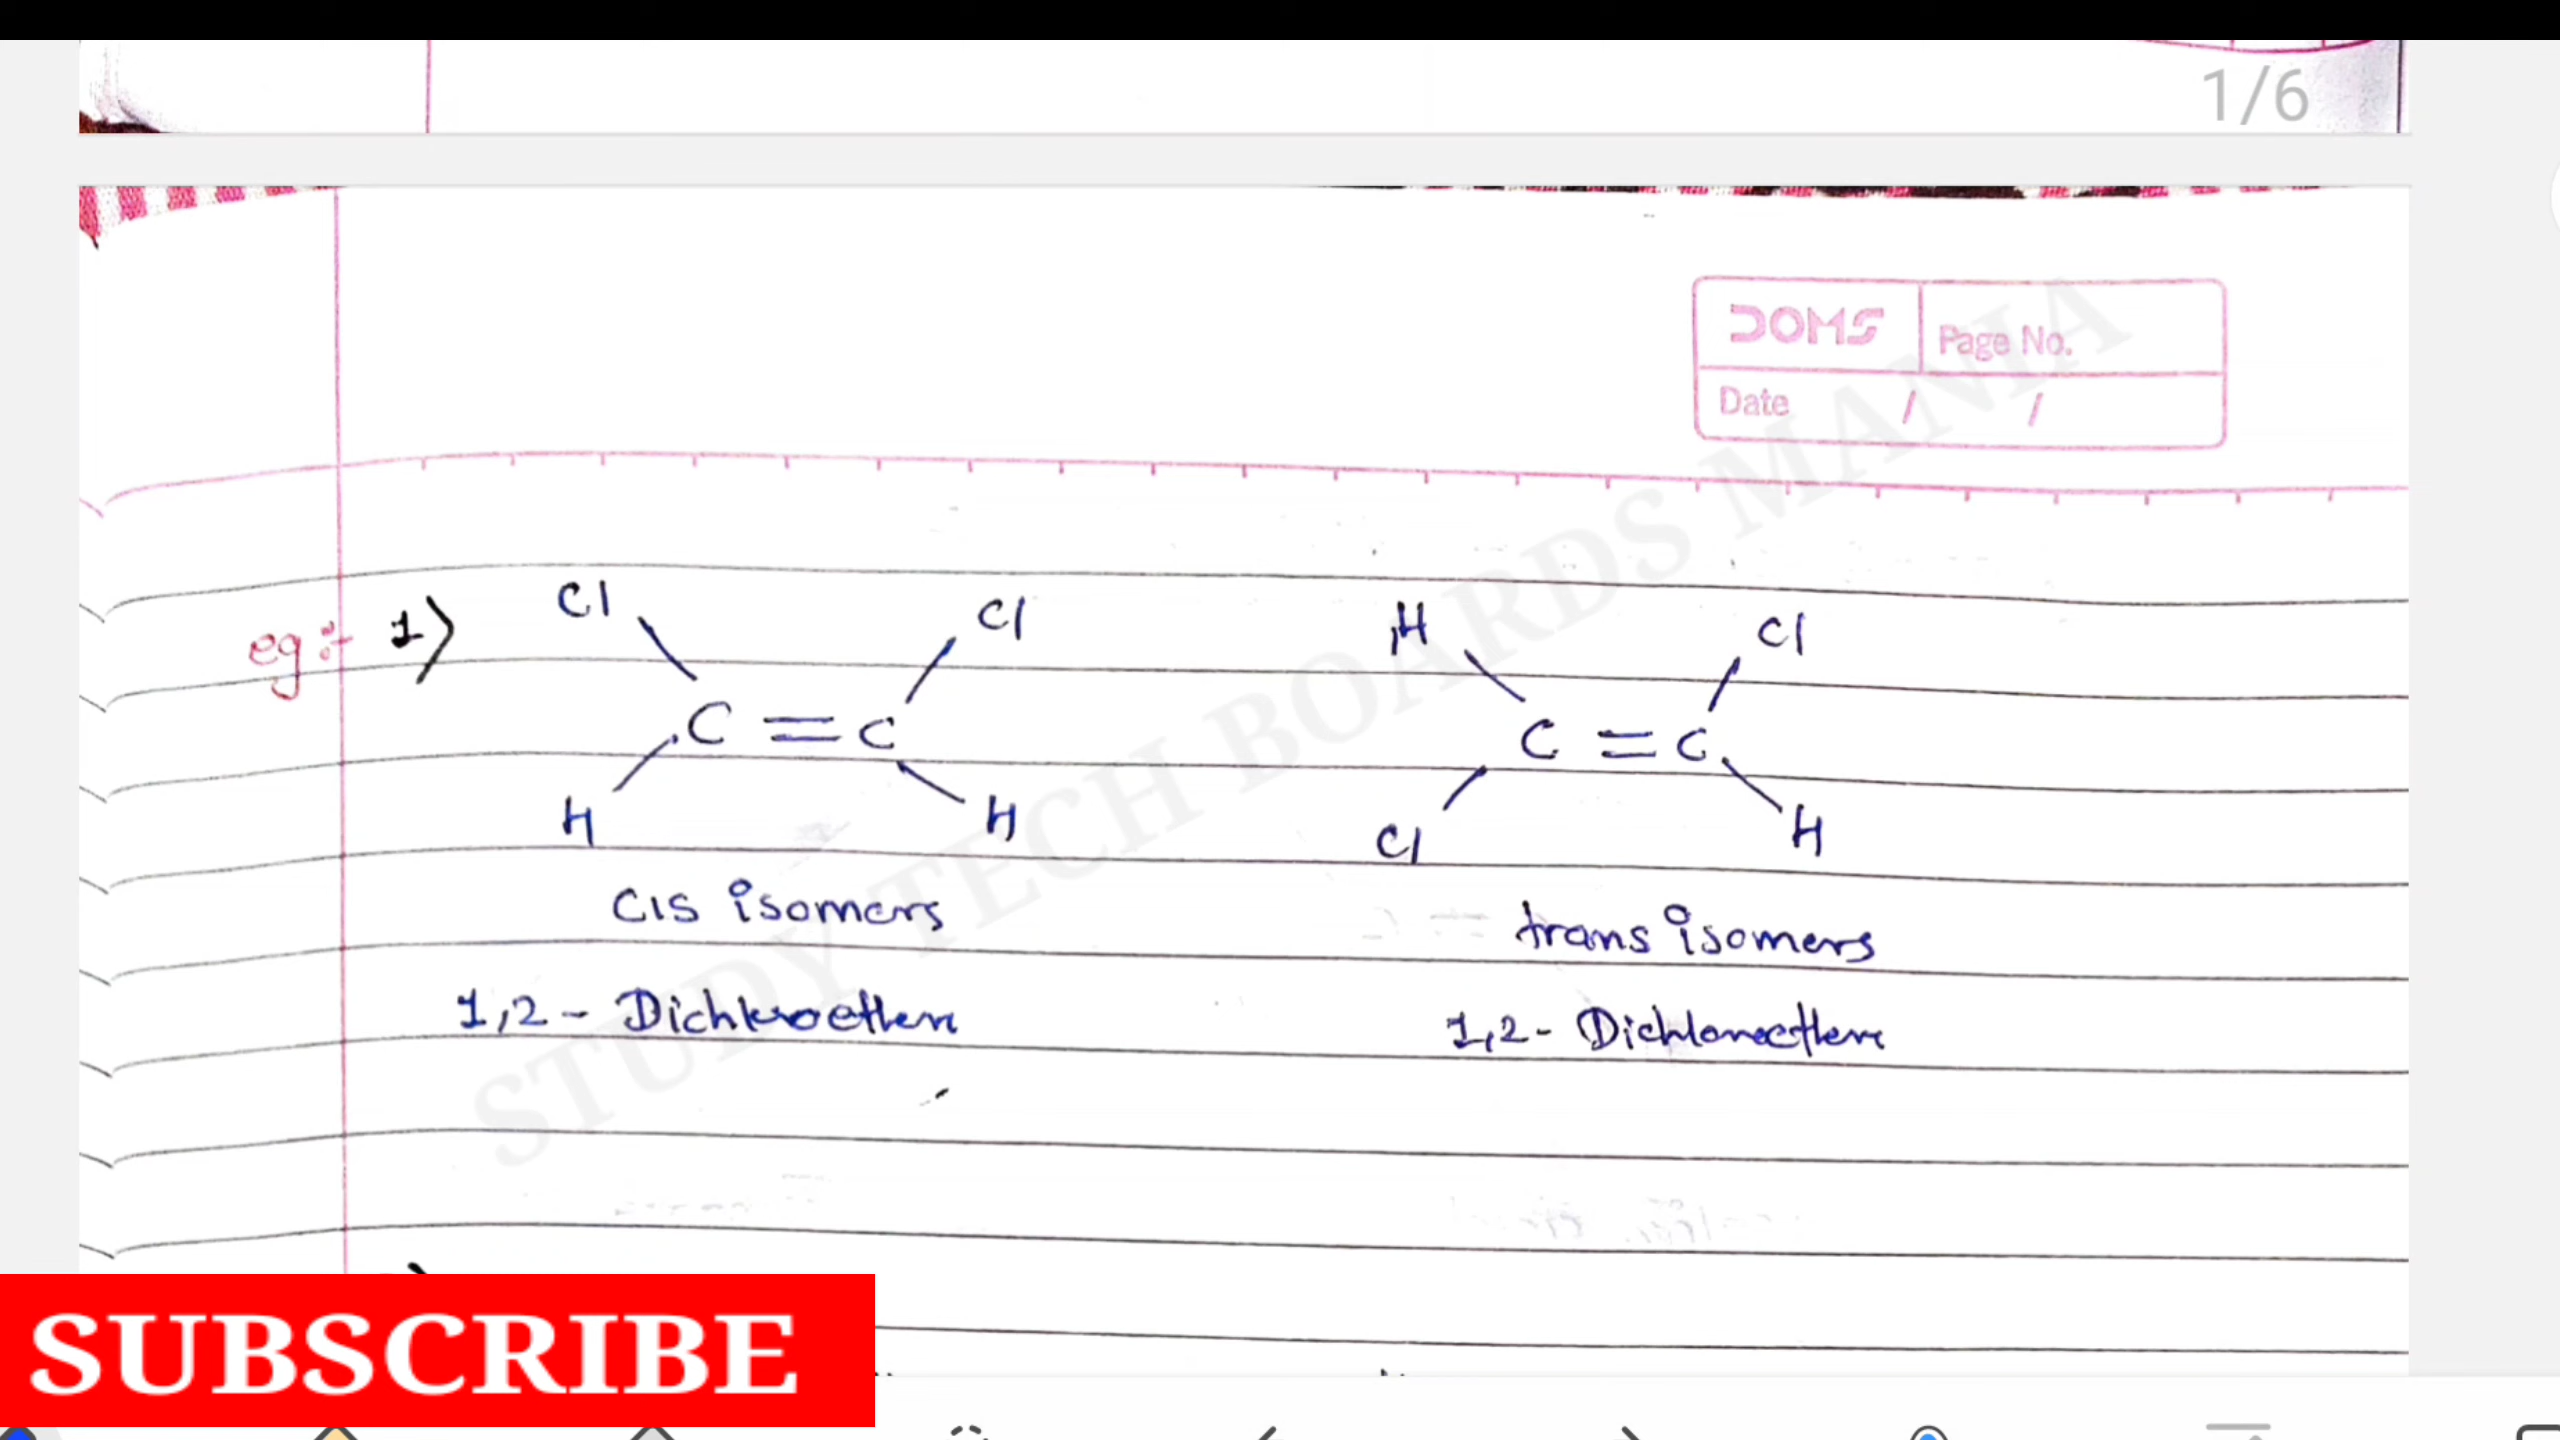 1/6
DOMS Page No.
Date / /
eg:- 1)
Cl Cl H Cl
C = C C = C
H H Cl H
cis isomers trans isomers
1,2- Dichloroethen 1,2- Dichloroethen
STUDY TECH BOARDS MANIA
SUBSCRIBE